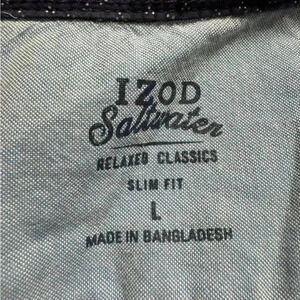 IZOD
Saltwater
RELAXED CLASSICS
SLIM FIT
L
MADE IN BANGLADESH